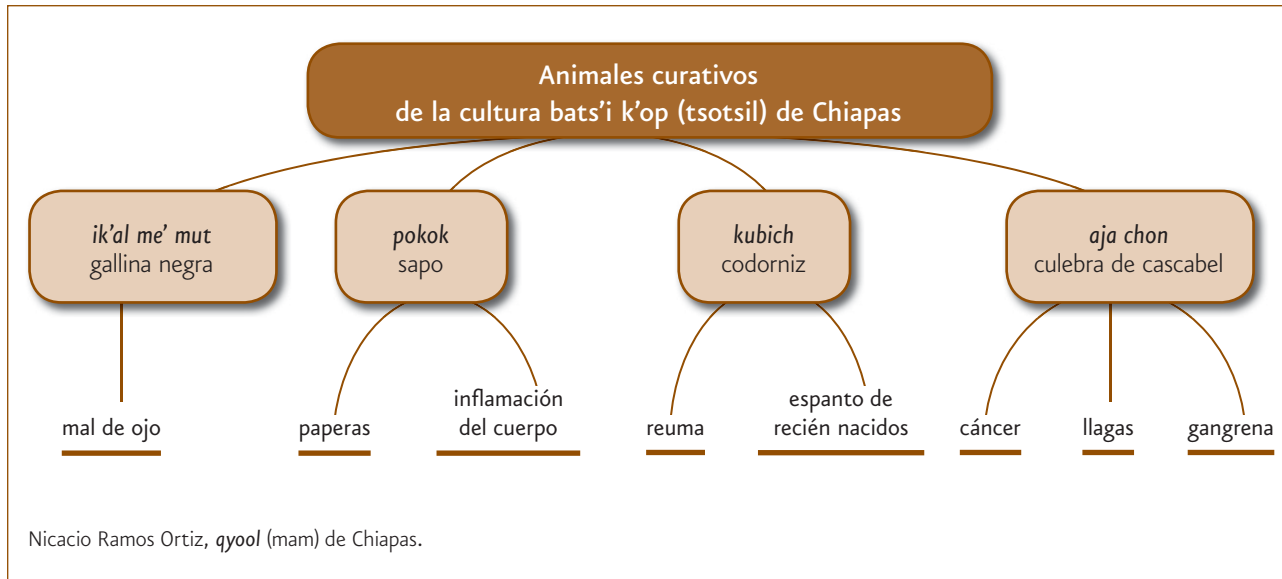 Animales curativos
de la cultura bats’i k’op (tsotsil) de Chiapas
ik’al me’ mut
gallina negra
pokok
sapo
kubich
codorniz
aja chon
culebra de cascabel
mal de ojo
paperas
inflamación
del cuerpo
reuma
espanto de
recién nacidos
cáncer
llagas
gangrena
Nicacio Ramos Ortiz, qyool (mam) de Chiapas.